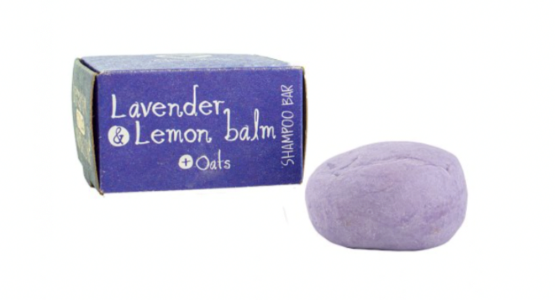 Lavender
& Lemon balm
+ Oats
SHAMPOO BAR